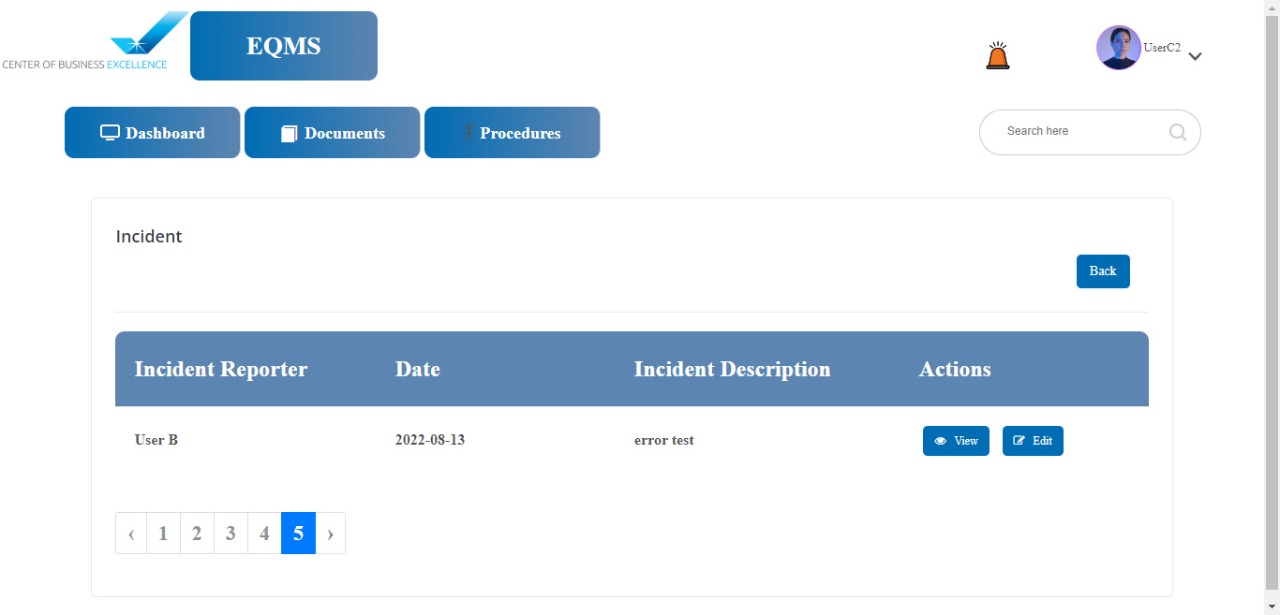 CENTER OF BUSINESS EXCELLENCE
EQMS
UserC2
Dashboard
Documents
Procedures
Search here
Incident
Back
Incident Reporter Date Incident Description Actions
User B 2022-08-13 error test View Edit
‹ 1 2 3 4 5 ›